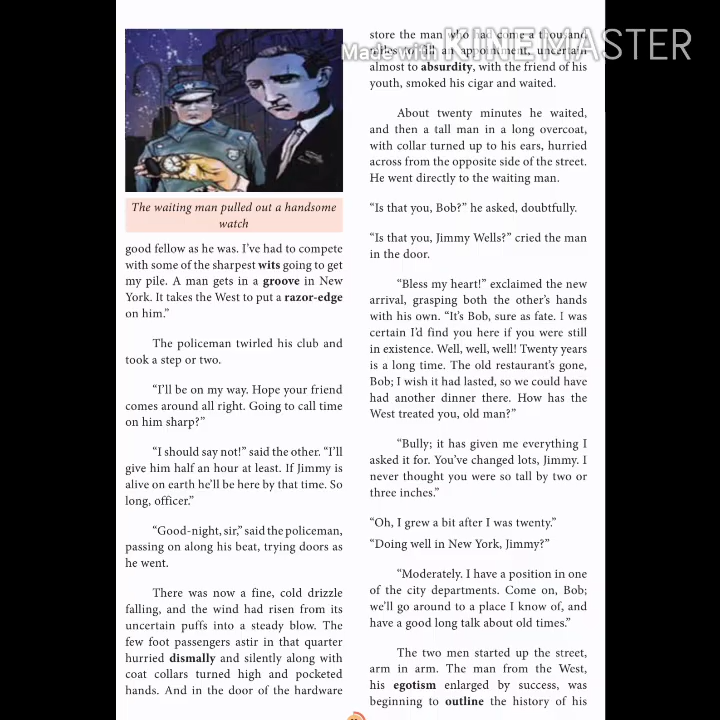 The waiting man pulled out a handsome
watch
good fellow as he was. I've had to compete
with some of the sharpest wits going to get
my pile. A man gets in a groove in New
York. It takes the West to put a razor-edge
on him."
The policeman twirled his club and
took a step or two.
"I'll be on my way. Hope your friend
comes around all right. Going to call time
on him sharp?"
"I should say not!" said the other. "I'll
give him half an hour at least. If Jimmy is
alive on earth he'll be here by that time. So
long, officer."
"Good-night, sir," said the policeman,
passing on along his beat, trying doors as
he went.
There was now a fine, cold drizzle
falling, and the wind had risen from its
uncertain puffs into a steady blow. The
few foot passengers astir in that quarter
hurried dismally and silently along with
coat collars turned high and pocketed
hands. And in the door of the hardware
store the man who had come a thousand
miles to fill an appointment, uncertain
almost to absurdity, with the friend of his
youth, smoked his cigar and waited.
About twenty minutes he waited,
and then a tall man in a long overcoat,
with collar turned up to his ears, hurried
across from the opposite side of the street.
He went directly to the waiting man.
"Is that you, Bob?" he asked, doubtfully.
"Is that you, Jimmy Wells?" cried the man
in the door.
"Bless my heart!" exclaimed the new
arrival, grasping both the other's hands
with his own. "It's Bob, sure as fate. I was
certain I'd find you here if you were still
in existence. Well, well, well! Twenty years
is a long time. The old restaurant's gone,
Bob; I wish it had lasted, so we could have
had another dinner there. How has the
West treated you, old man?"
"Bully; it has given me everything I
asked it for. You've changed lots, Jimmy. I
never thought you were so tall by two or
three inches."
"Oh, I grew a bit after I was twenty."
"Doing well in New York, Jimmy?"
"Moderately. I have a position in one
of the city departments. Come on, Bob;
we'll go around to a place I know of, and
have a good long talk about old times."
The two men started up the street,
arm in arm. The man from the West,
his egotism enlarged by success, was
beginning to outline the history of his
Made with KINEMASTER